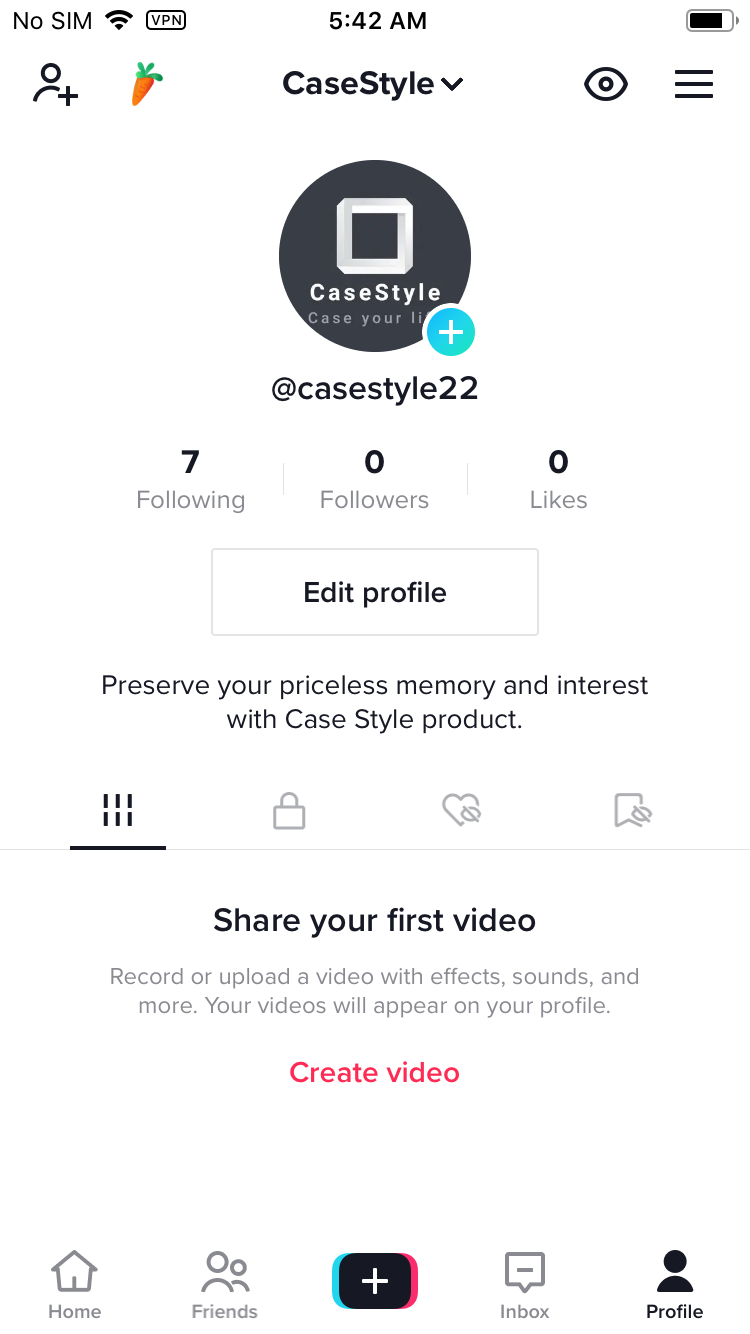 No SIM VPN 5:42 AM
CaseStyle
CaseStyle
Case your
@casestyle22
7 0 0
Following Followers Likes
Edit profile
Preserve your priceless memory and interest
with Case Style product.
Share your first video
Record or upload a video with effects, sounds, and
more. Your videos will appear on your profile.
Create video
Home Friends Inbox Profile